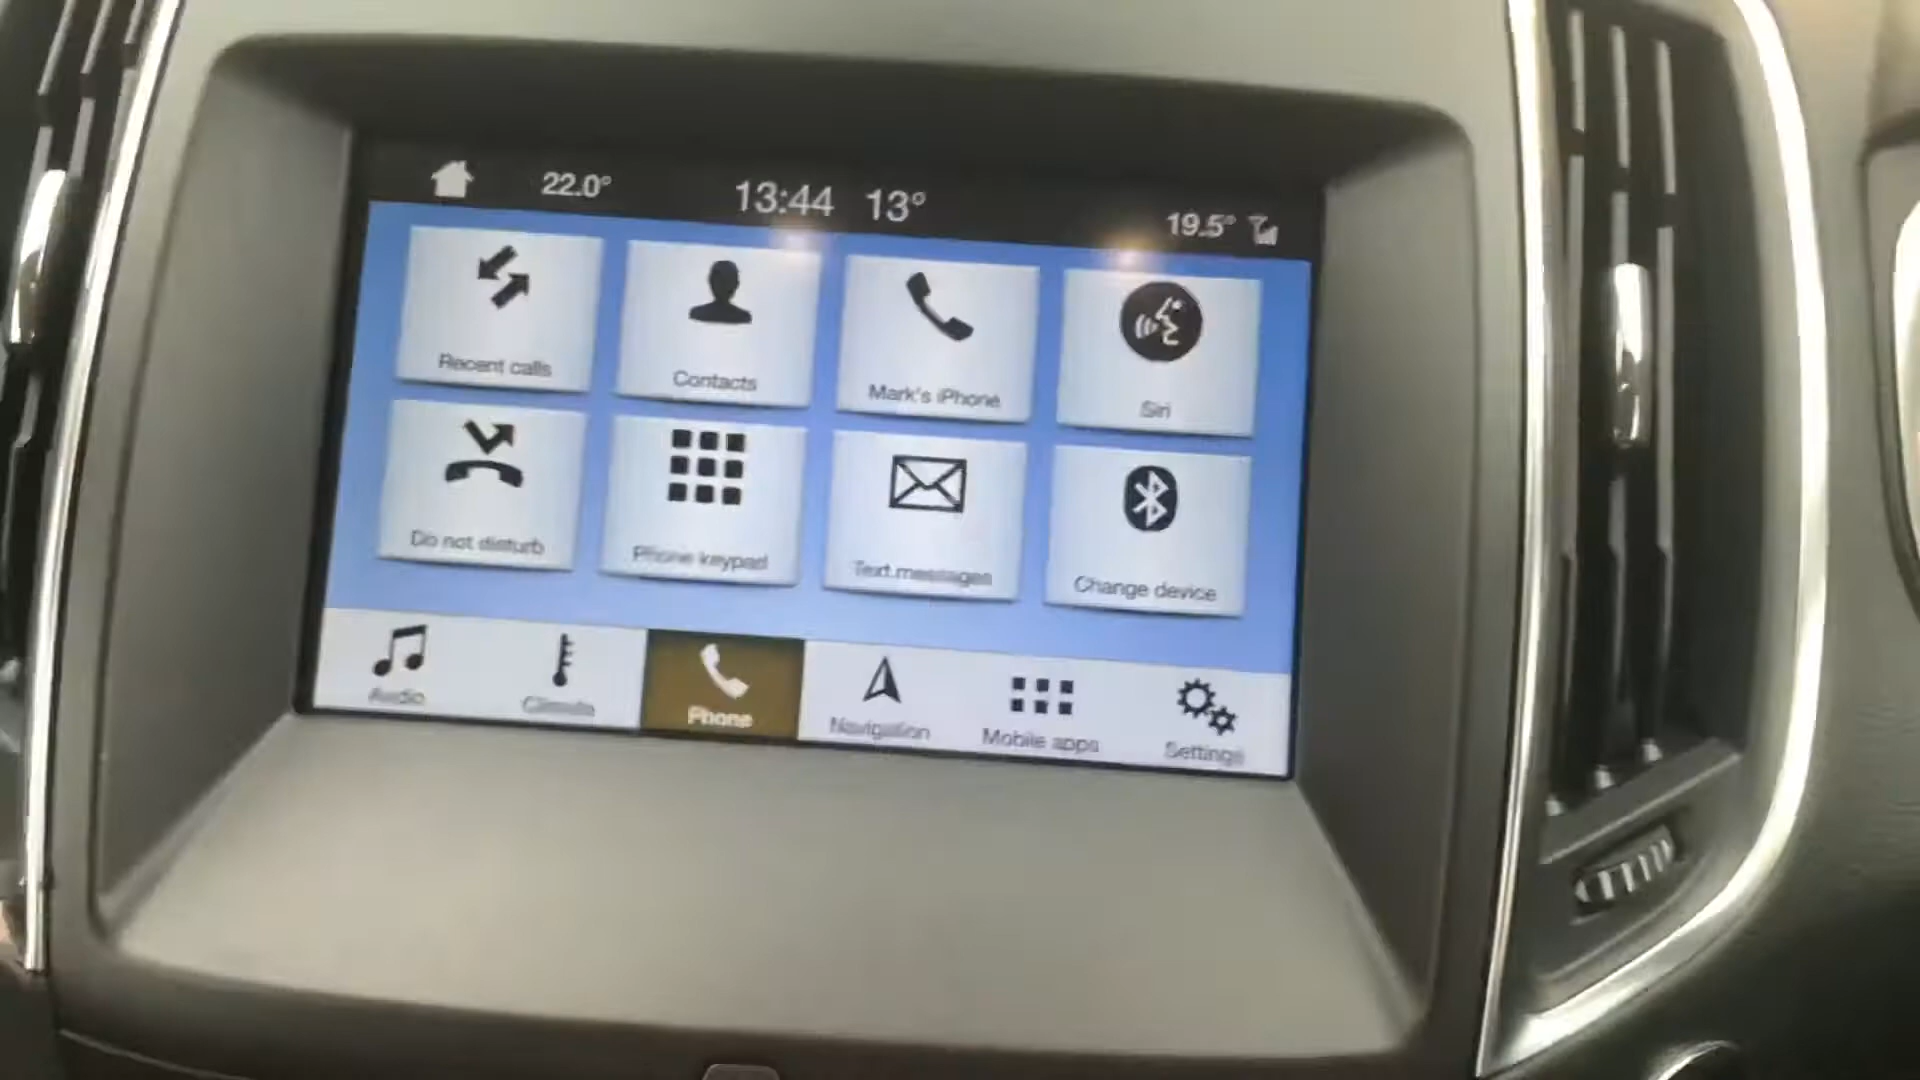 22.0° 13:44 13° 19.5°
Recent calls
Contacts
Mark's iPhone
Siri
Do not disturb
Phone keypad
Text messages
Change device
Audio
Climate
Phone
Navigation
Mobile apps
Settings